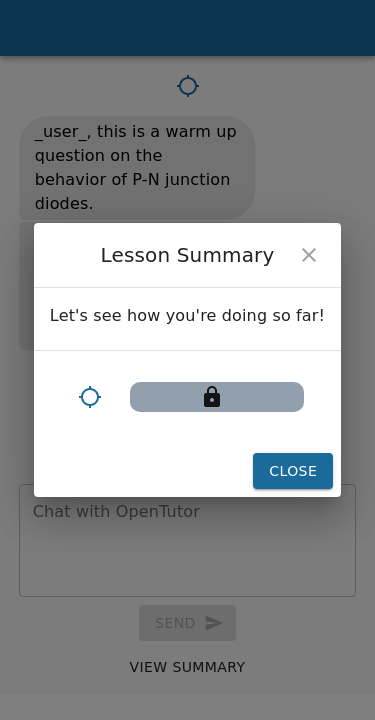 _user_, this is a warm up
question on the
behavior of P-N junction
diodes.
Lesson Summary
Let's see how you're doing so far!
CLOSE
Chat with OpenTutor
SEND
VIEW SUMMARY